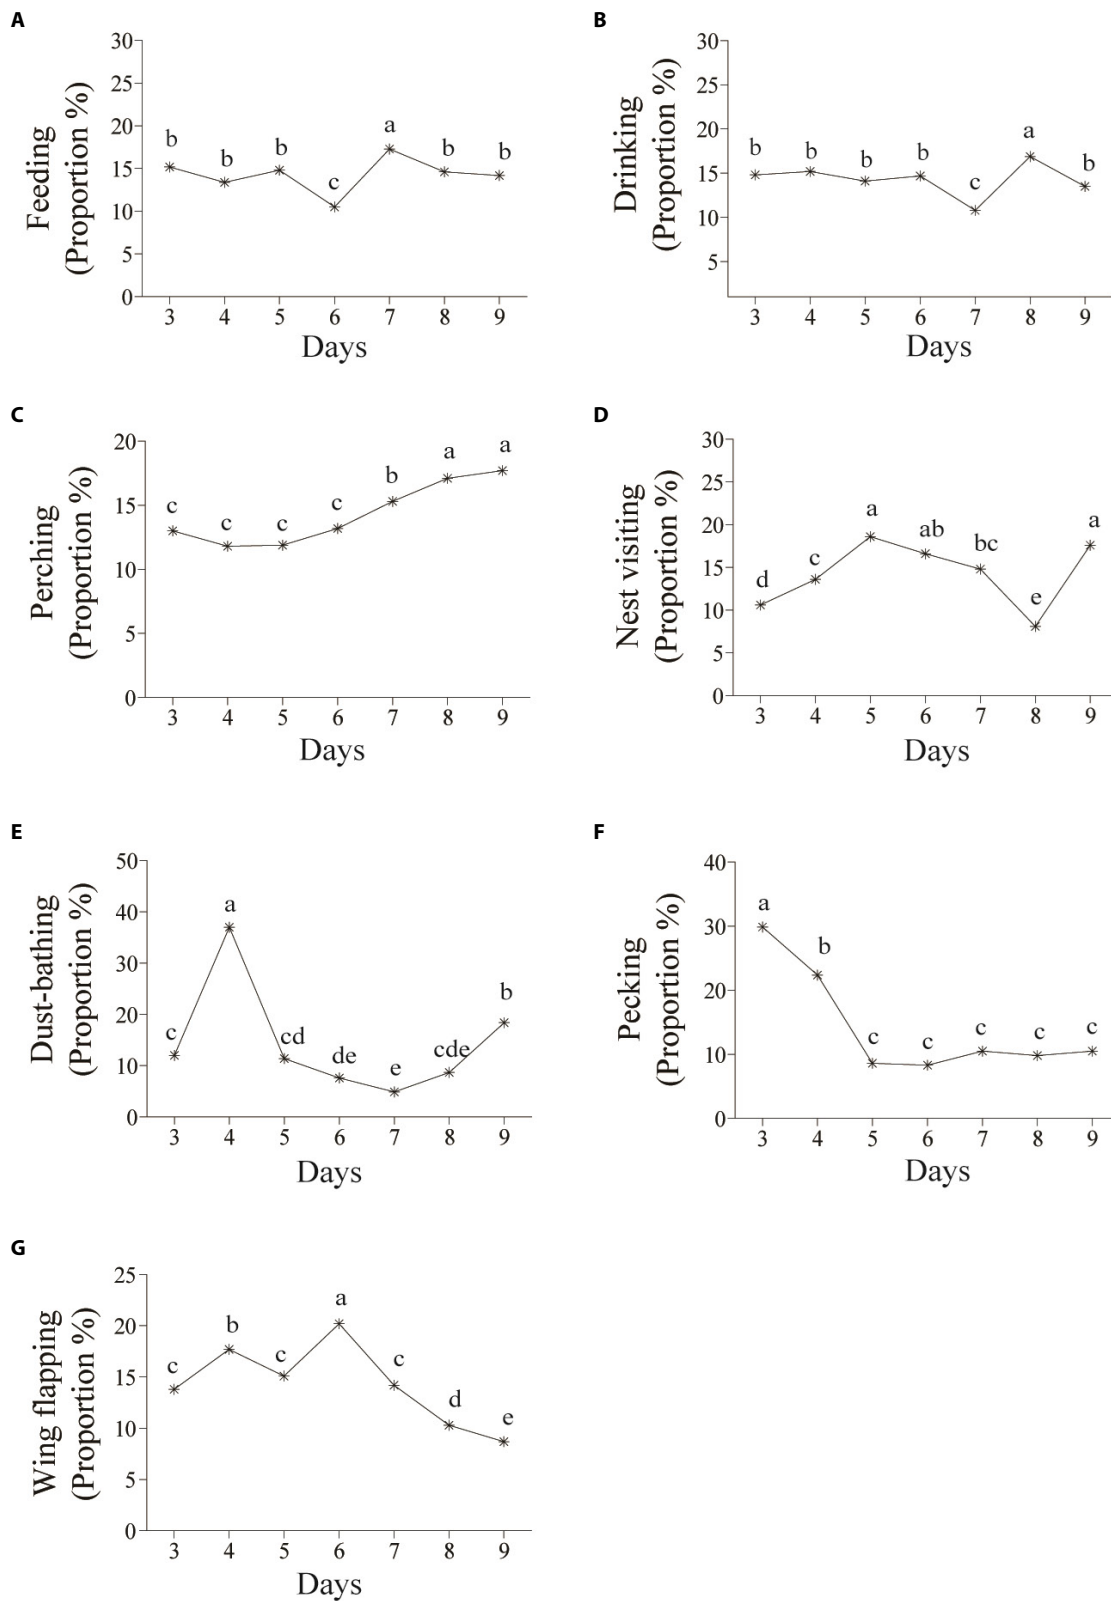 A
Feeding
(Proportion %)
30
25
20
15
10
5
0
b
b
b
c
a
b
b
3 4 5 6 7 8 9
Days
B
Drinking
(Proportion %)
30
25
20
15
10
5
b
b
b
b
c
a
b
3 4 5 6 7 8 9
Days
C
Perching
(Proportion %)
20
15
10
5
0
c
c
c
c
b
a
a
3 4 5 6 7 8 9
Days
D
Nest visiting
(Proportion %)
30
25
20
15
10
5
0
d
c
a
ab
bc
e
a
3 4 5 6 7 8 9
Days
E
Dust-bathing
(Proportion %)
50
40
30
20
10
0
c
a
cd
de
e
cde
b
3 4 5 6 7 8 9
Days
F
Pecking
(Proportion %)
40
30
20
10
0
a
b
c
c
c
c
c
3 4 5 6 7 8 9
Days
G
Wing flapping
(Proportion %)
25
20
15
10
5
0
c
b
c
a
c
d
e
3 4 5 6 7 8 9
Days